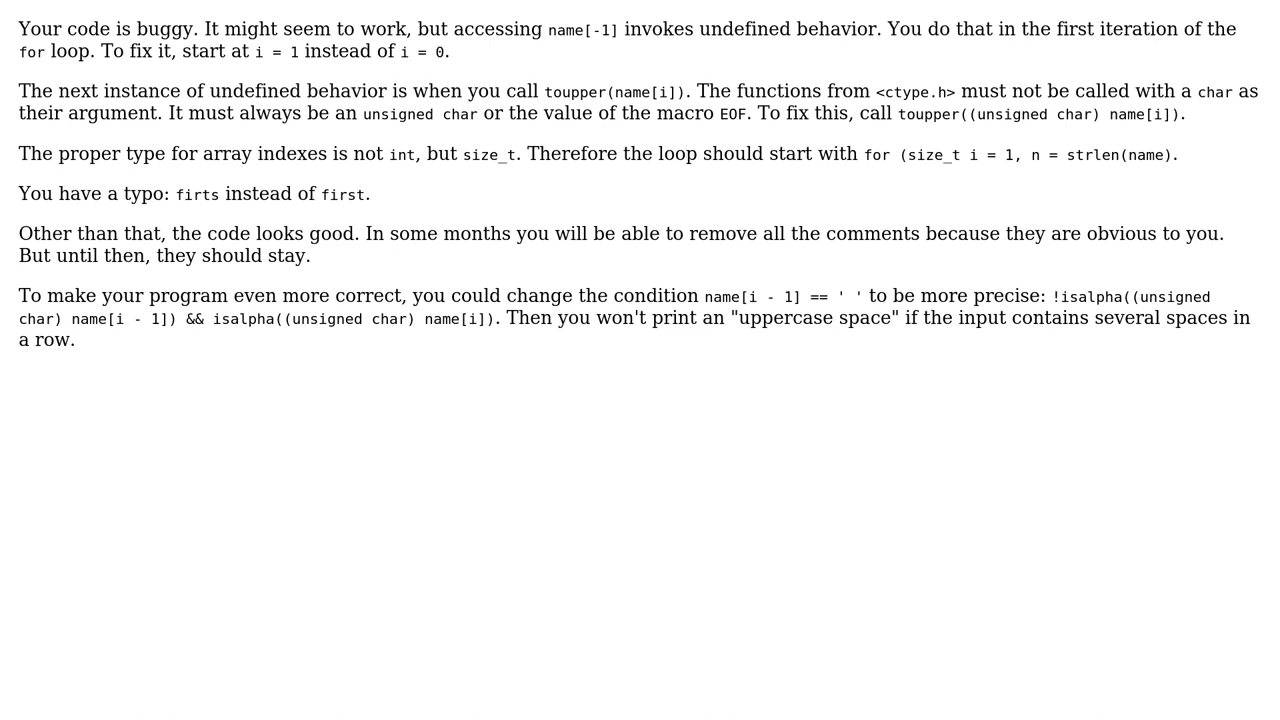 Your code is buggy. It might seem to work, but accessing name[-1] invokes undefined behavior. You do that in the first iteration of the
for loop. To fix it, start at i = 1 instead of i = 0.
The next instance of undefined behavior is when you call toupper(name[i]). The functions from <ctype.h> must not be called with a char as
their argument. It must always be an unsigned char or the value of the macro EOF. To fix this, call toupper((unsigned char) name[i]).
The proper type for array indexes is not int, but size_t. Therefore the loop should start with for (size_t i = 1, n = strlen(name).
You have a typo: firts instead of first.
Other than that, the code looks good. In some months you will be able to remove all the comments because they are obvious to you.
But until then, they should stay.
To make your program even more correct, you could change the condition name[i - 1] == ' ' to be more precise: !isalpha((unsigned
char) name[i - 1]) && isalpha((unsigned char) name[i]). Then you won't print an "uppercase space" if the input contains several spaces in
a row.